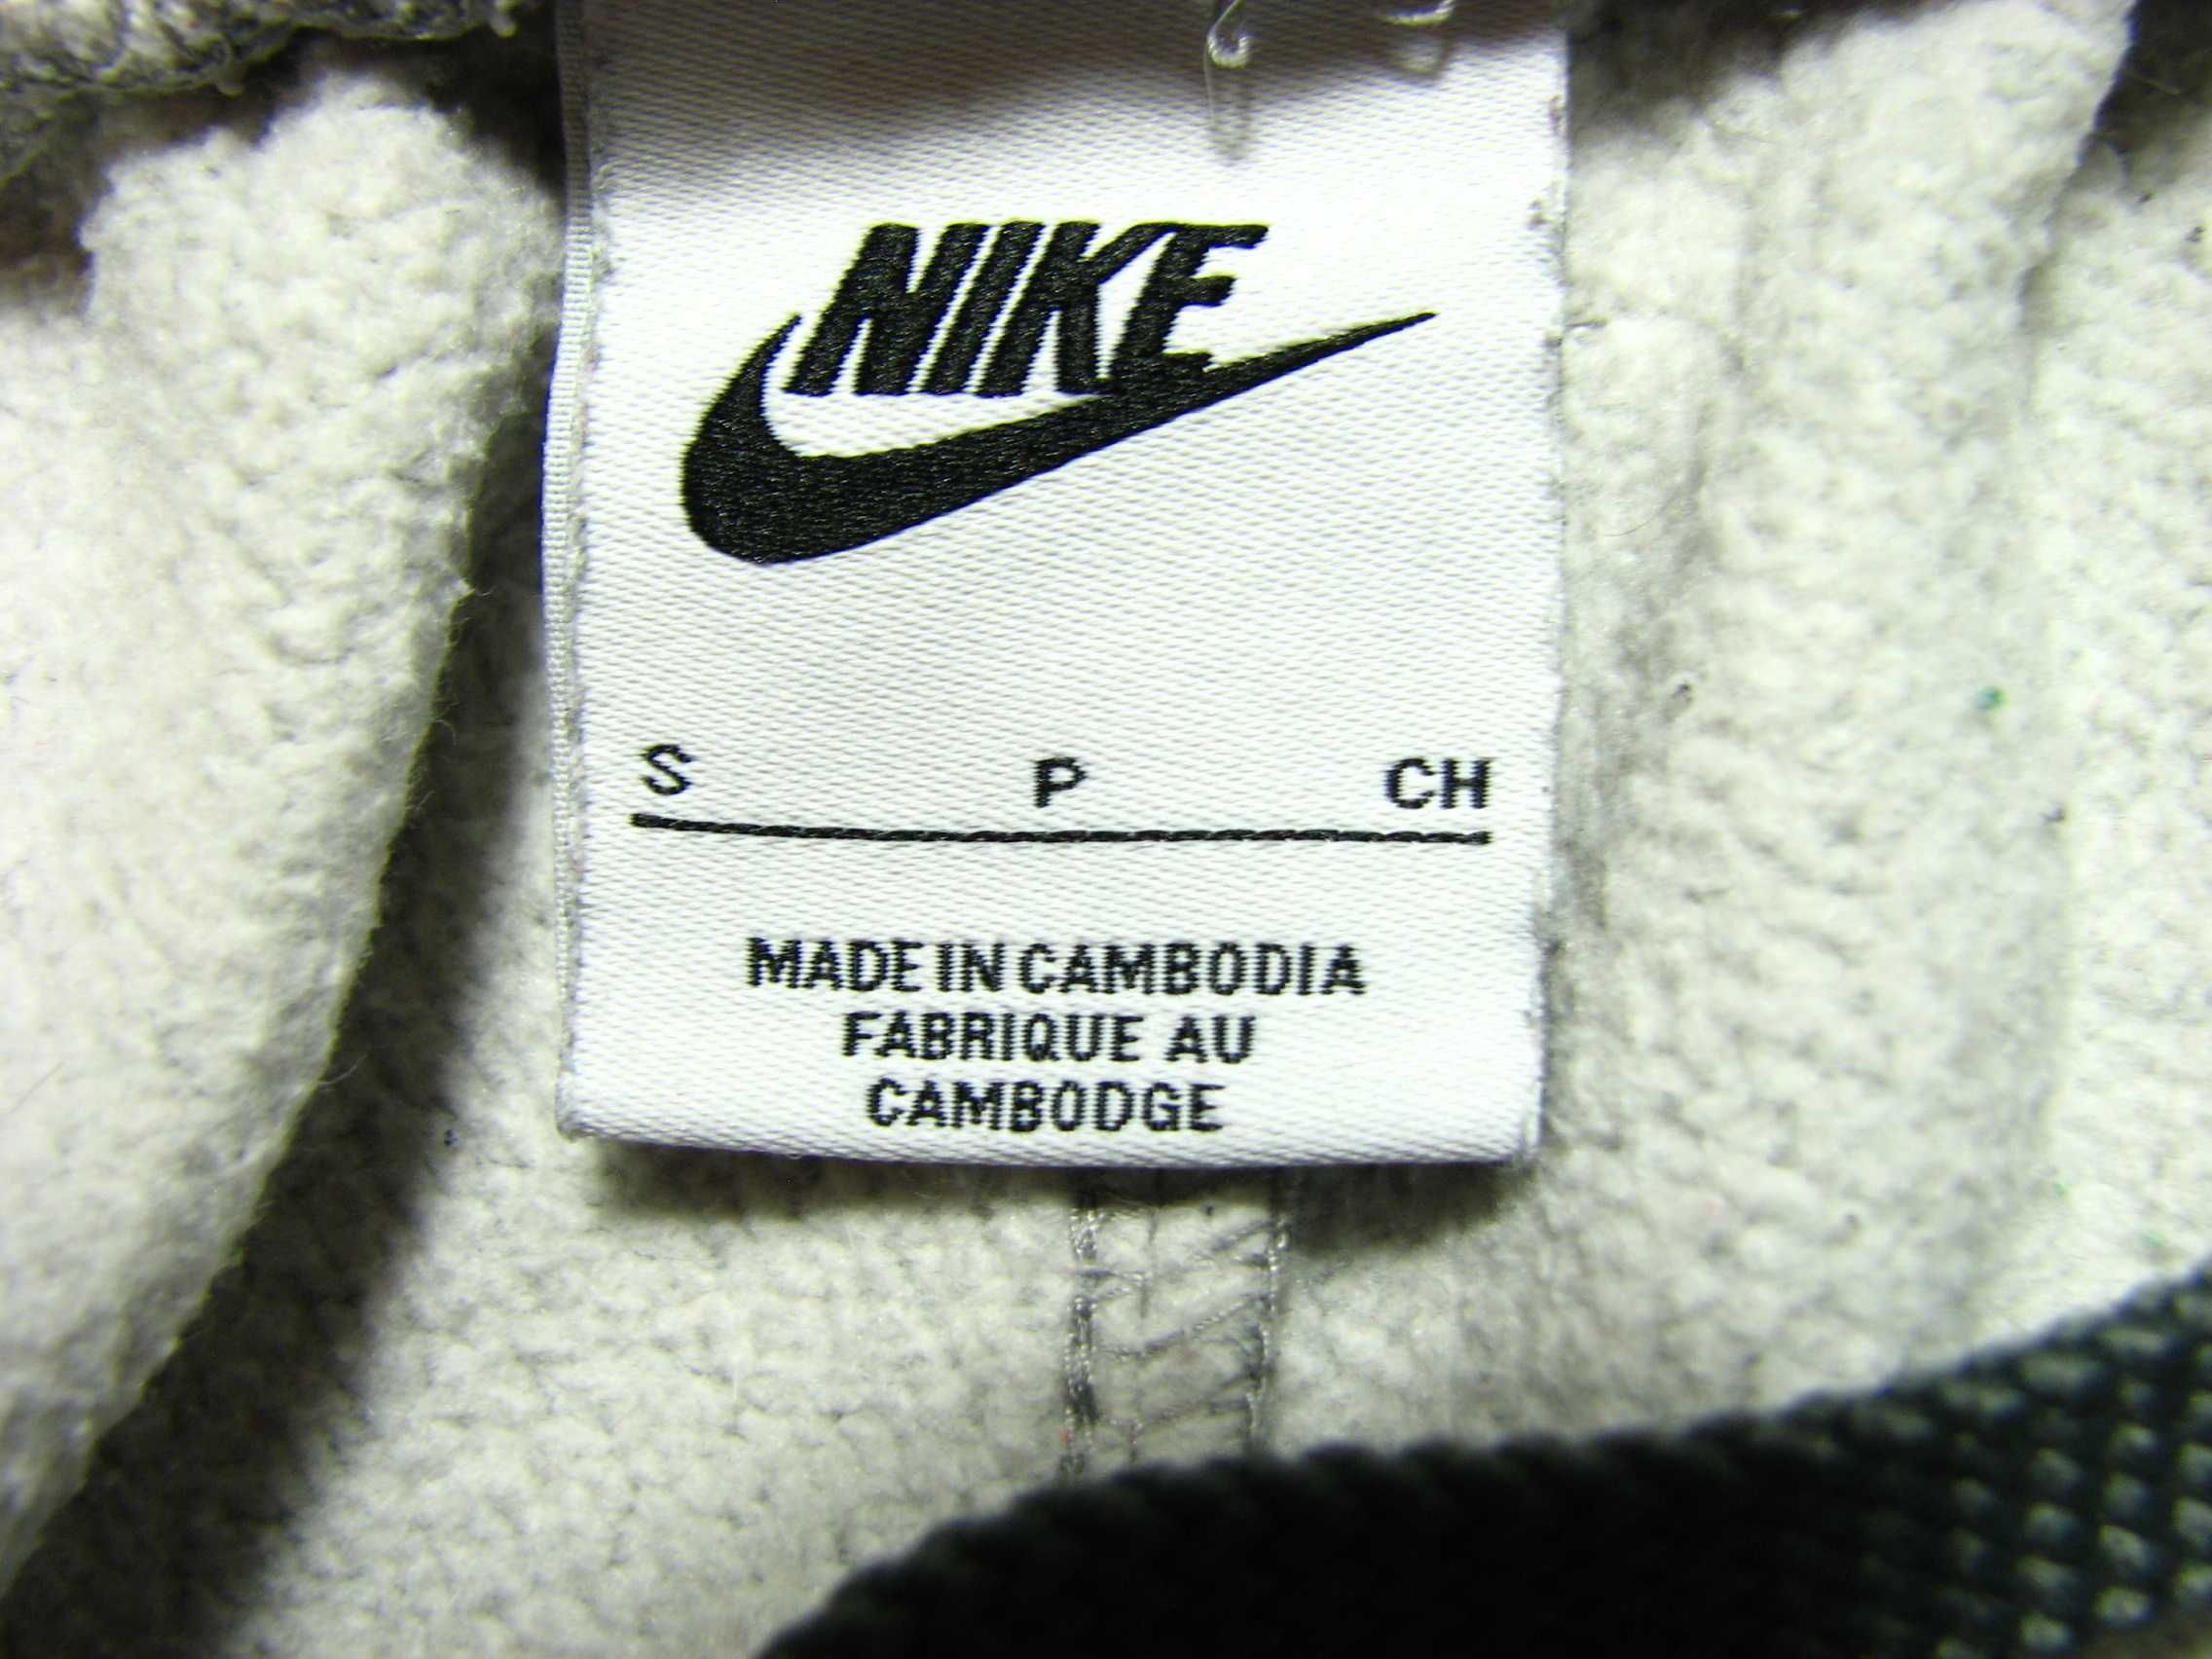 NIKE
S P CH
MADE IN CAMBODIA
FABRIQUE AU
CAMBODGE